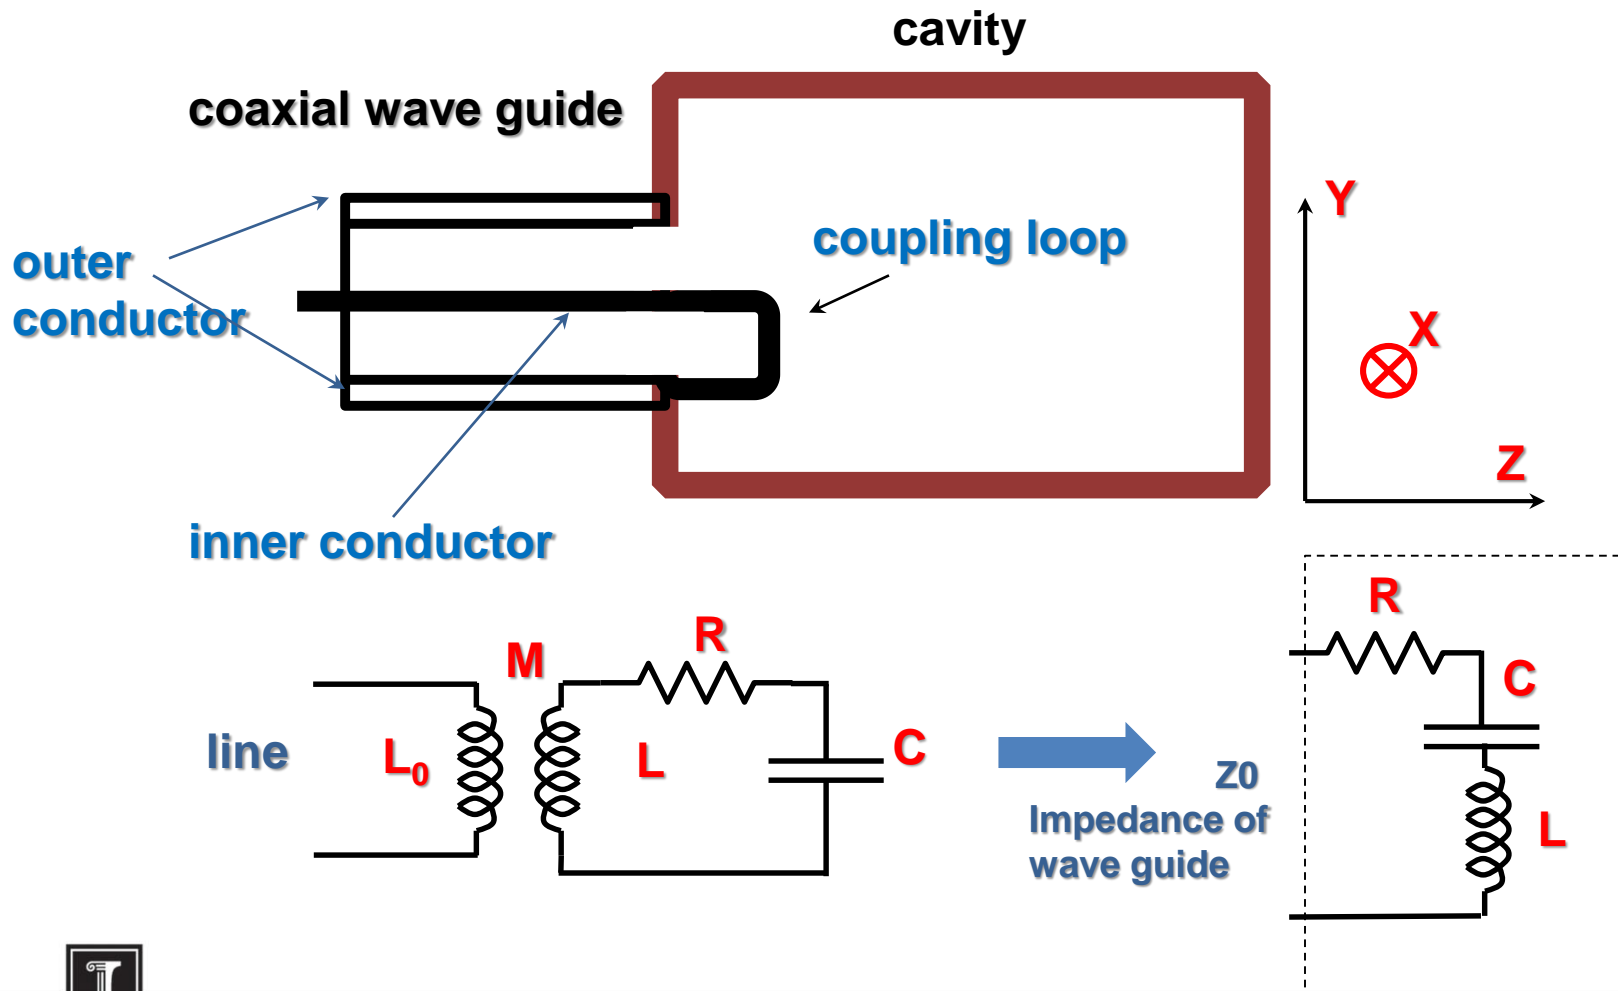 cavity
coaxial wave guide
Y
coupling loop
outer
conductor
X
Z
inner conductor
R
R
M
C
line
L0
L
C
Z0
Impedance of
wave guide
L